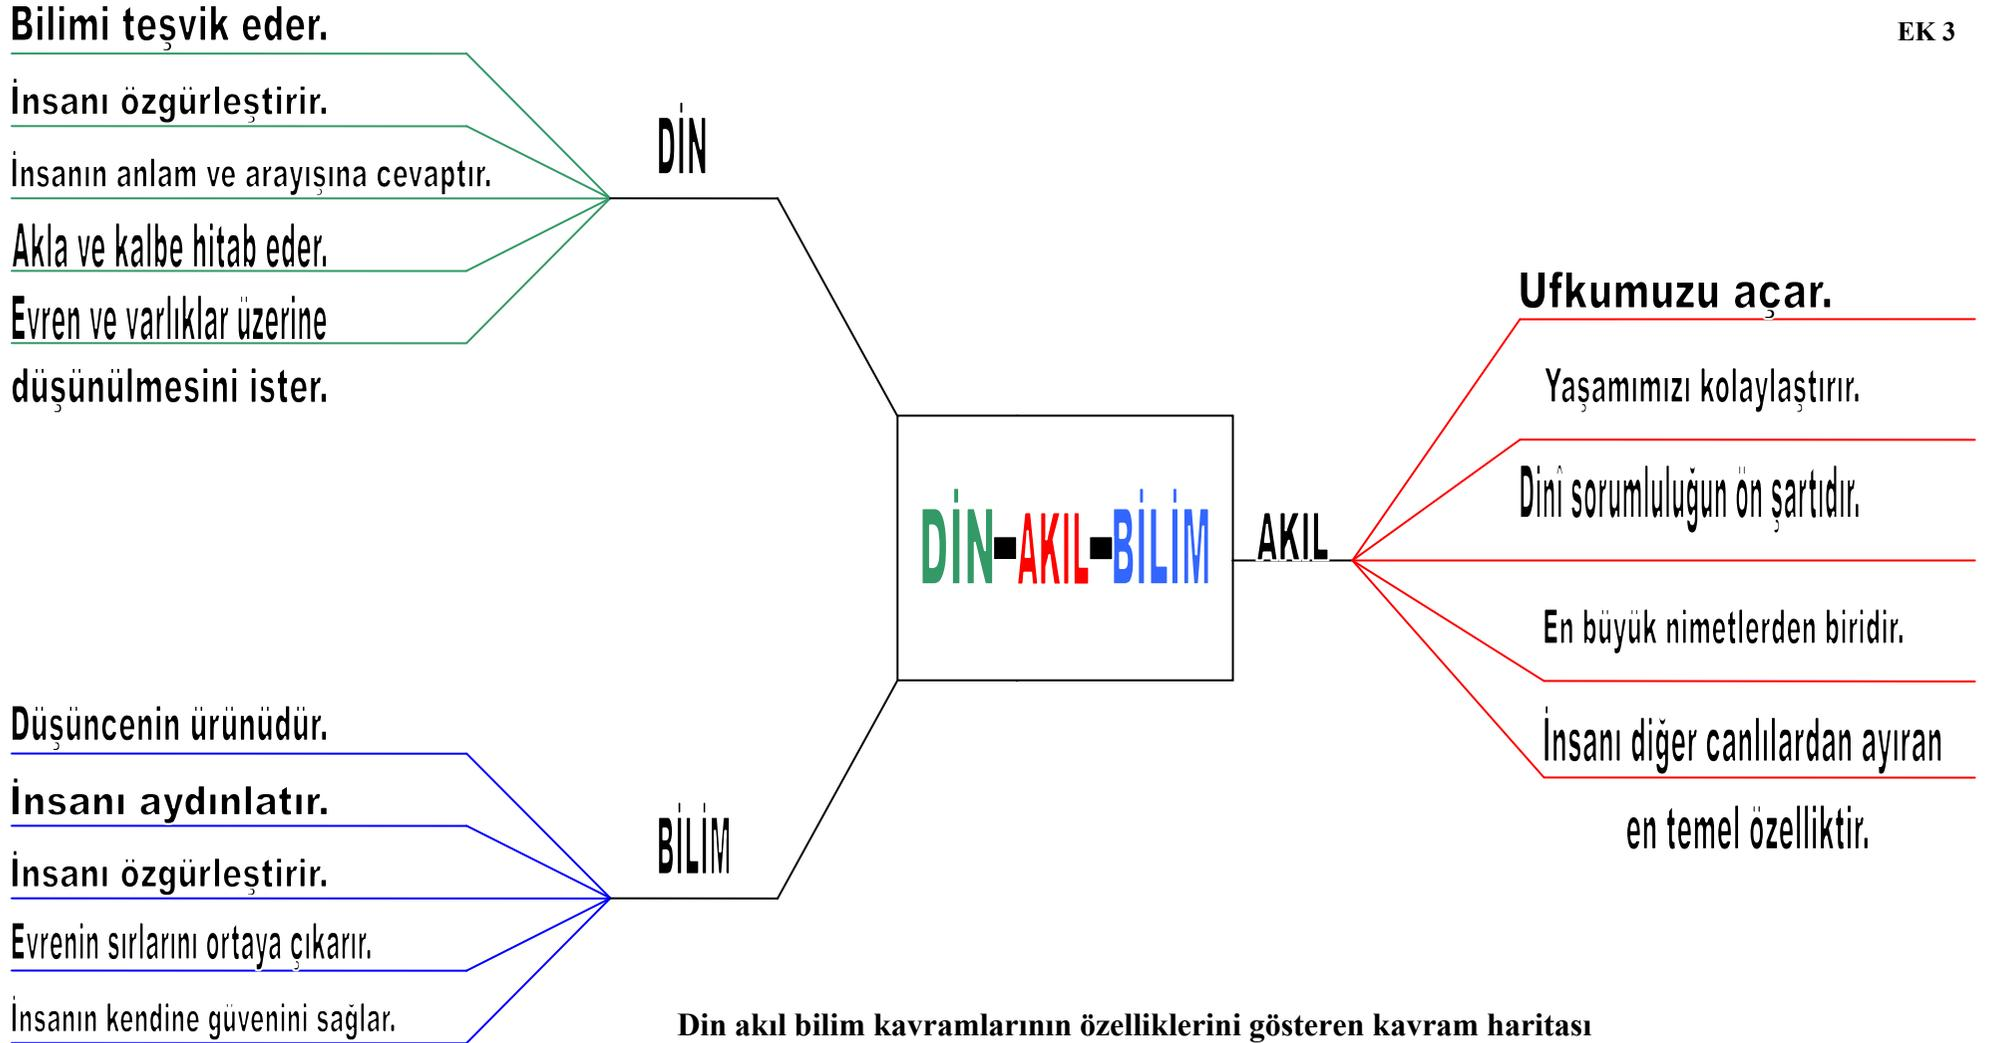 EK 3
Bilimi teşvik eder.
İnsanı özgürleştirir.
İnsanın anlam ve arayışına cevaptır.
Akla ve kalbe hitab eder.
Evren ve varlıklar üzerine
düşünülmesini ister.
DİN
DİN-AKIL-BİLİM
AKIL
Ufkumuzu açar.
Yaşamımızı kolaylaştırır.
Dinî sorumluluğun ön şartıdır.
En büyük nimetlerden biridir.
İnsanı diğer canlılardan ayıran
en temel özelliktir.
BİLİM
Düşüncenin ürünüdür.
İnsanı aydınlatır.
İnsanı özgürleştirir.
Evrenin sırlarını ortaya çıkarır.
İnsanın kendine güvenini sağlar.
Din akıl bilim kavramlarının özelliklerini gösteren kavram haritası